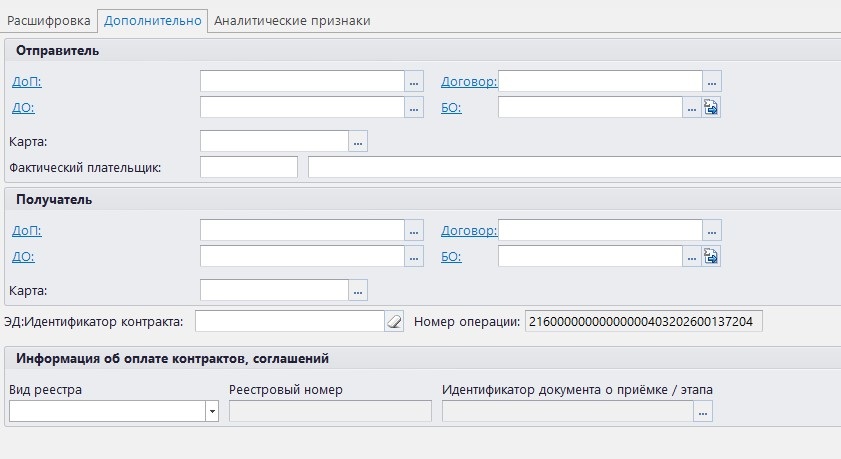 Расшифровка Дополнительно Аналитические признаки
Отправитель
ДоП: ... Договор: ...
ДО: ... БО: ...
Карта: ...
Фактический плательщик:
Получатель
ДоП: ... Договор: ...
ДО: ... БО: ...
Карта: ...
ЭД:Идентификатор контракта: Номер операции: 2160000000000000403202600137204
Информация об оплате контрактов, соглашений
Вид реестра Реестровый номер Идентификатор документа о приёмке / этапа
...